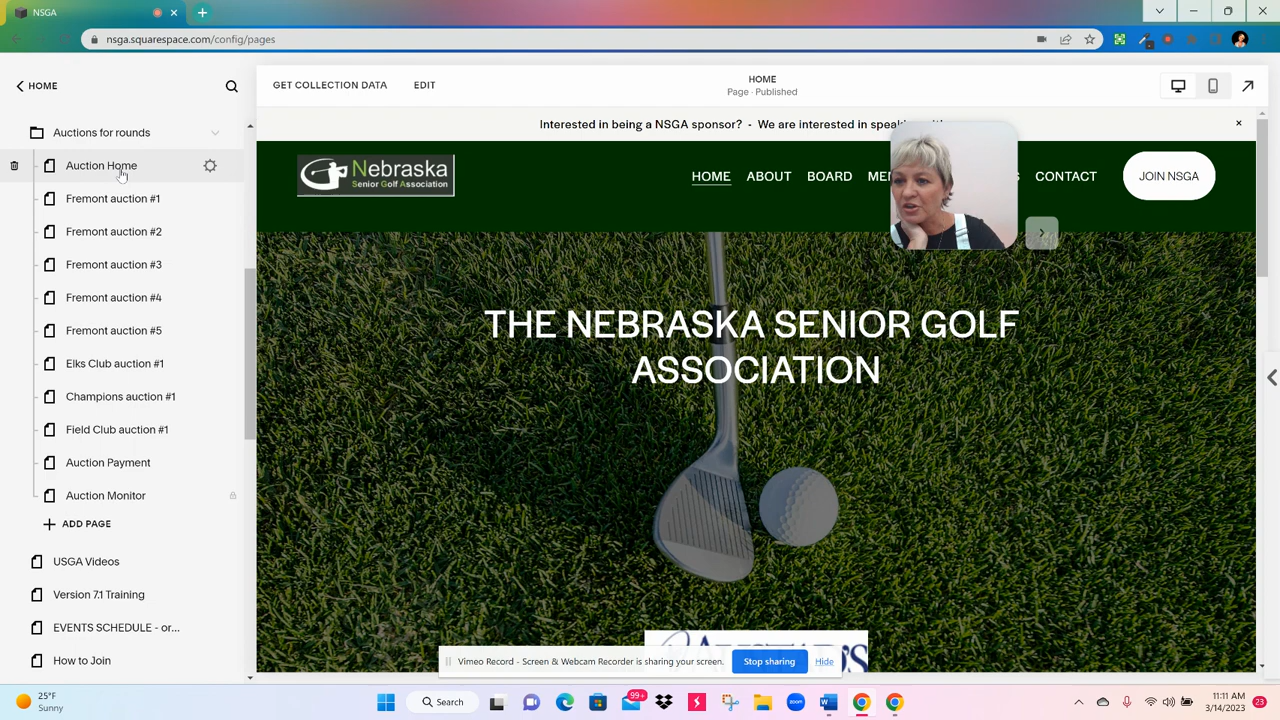 NSGA
nsga.squarespace.com/config/pages
HOME
GET COLLECTION DATA
EDIT
HOME
Page · Published
Auctions for rounds
Auction Home
Fremont auction #1
Fremont auction #2
Fremont auction #3
Fremont auction #4
Fremont auction #5
Elks Club auction #1
Champions auction #1
Field Club auction #1
Auction Payment
Auction Monitor
ADD PAGE
USGA Videos
Version 7.1 Training
EVENTS SCHEDULE - or...
How to Join
Interested in being a NSGA sponsor? - We are interested in
Nebraska
Senior Golf Association
HOME ABOUT BOARD CONTACT
JOIN NSGA
THE NEBRASKA SENIOR GOLF
ASSOCIATION
Vimeo Record - Screen & Webcam Recorder is sharing your screen.
Stop sharing
Hide
25°F
Sunny
Search
99+
zoom
11:11 AM
3/14/2023
23